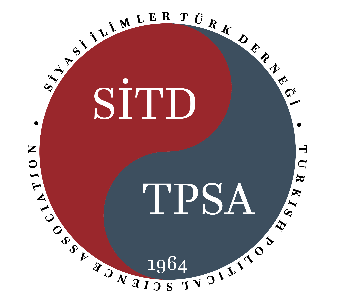 SİYASİ İLİMLER TÜRK DERNEĞİ
SİTD
TPSA
1964
• TURKISH POLITICAL SCIENCE ASSOCIATION •